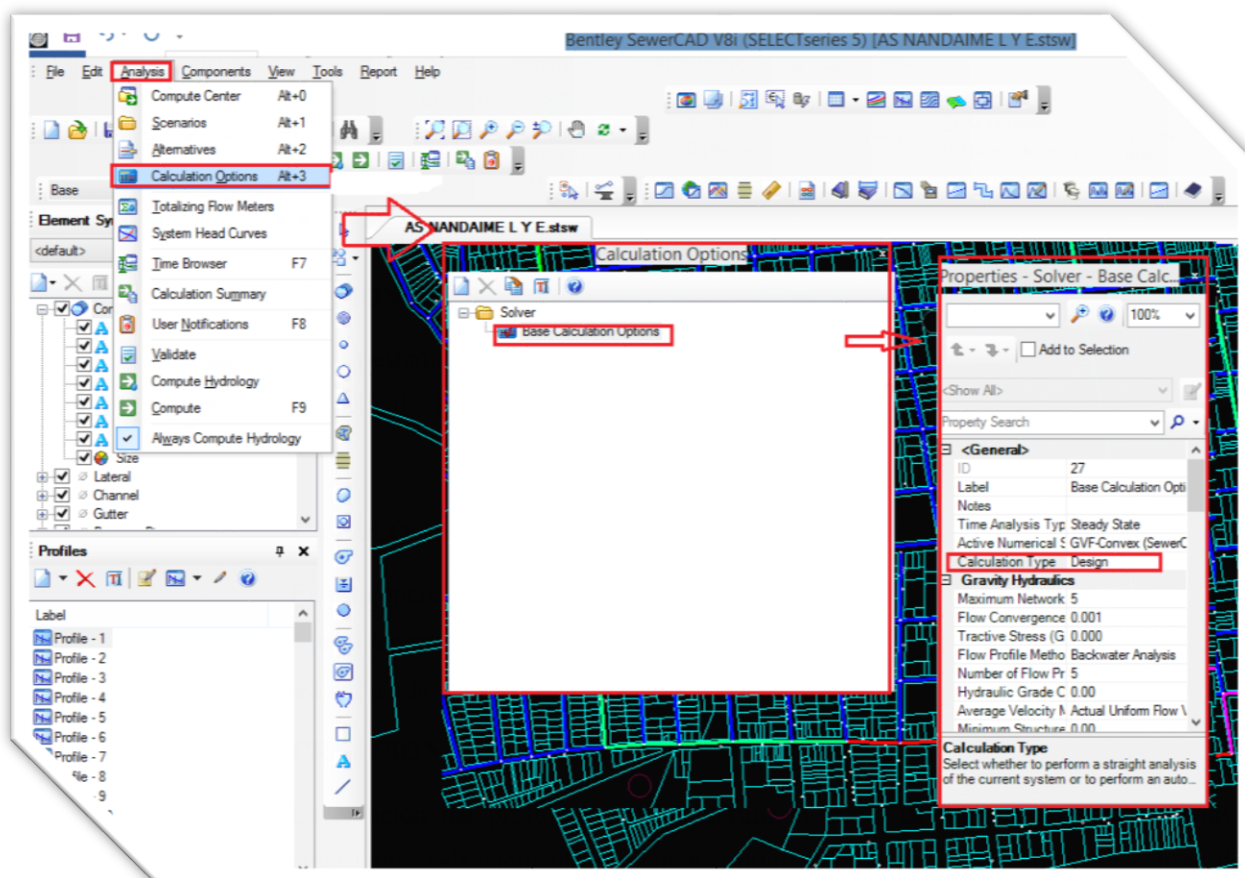 Bentley SewerCAD V8i (SELECTseries 5) [AS NANDAIME L Y E.stsw]
File Edit Analysis Components View Tools Report Help
Compute Center Alt+0
Scenarios Alt+1
Alternatives Alt+2
Calculation Options Alt+3
Totalizing Flow Meters
System Head Curves
Time Browser F7
Calculation Summary
User Notifications F8
Validate
Compute Hydrology
Compute F9
Always Compute Hydrology
Base
Element Sy
<default>
Con
Size
Lateral
Channel
Gutter
Profiles
Label
Profile - 1
Profile - 2
Profile - 3
Profile - 4
Profile - 5
Profile - 6
Profile - 7
file - 8
- 9
AS NANDAIME L Y E.stsw
Calculation Options
Solver
Base Calculation Options
Properties - Solver - Base Calc...
100%
Add to Selection
<Show All>
Property Search
<General>
ID 27
Label Base Calculation Opti
Notes
Time Analysis Typ Steady State
Active Numerical S GVF-Convex (SewerC
Calculation Type Design
Gravity Hydraulics
Maximum Network 5
Flow Convergence 0.001
Tractive Stress (G 0.000
Flow Profile Metho Backwater Analysis
Number of Flow Pr 5
Hydraulic Grade C 0.00
Average Velocity M Actual Uniform Flow V
Minimum Structure 0.00
Calculation Type
Select whether to perform a straight analysis
of the current system or to perform an auto...